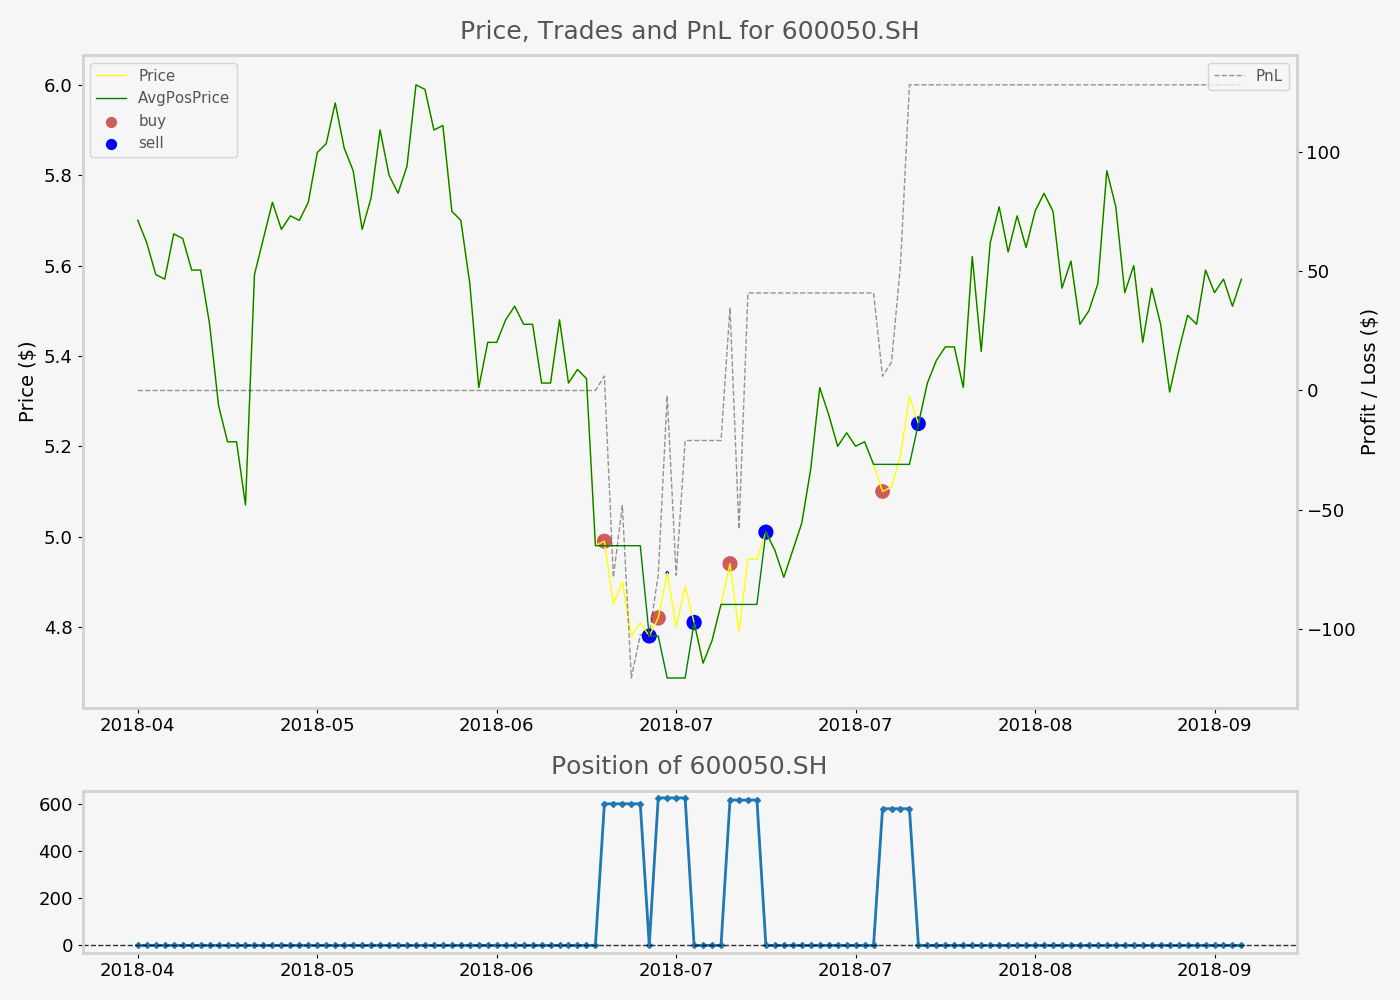 Price, Trades and PnL for 600050.SH
Price
AvgPosPrice
buy
sell
PnL
6.0
5.8
5.6
5.4
5.2
5.0
4.8
Price ($)
100
50
0
−50
−100
Profit / Loss ($)
2018-04 2018-05 2018-06 2018-07 2018-07 2018-08 2018-09
Position of 600050.SH
600
400
200
0
2018-04 2018-05 2018-06 2018-07 2018-07 2018-08 2018-09